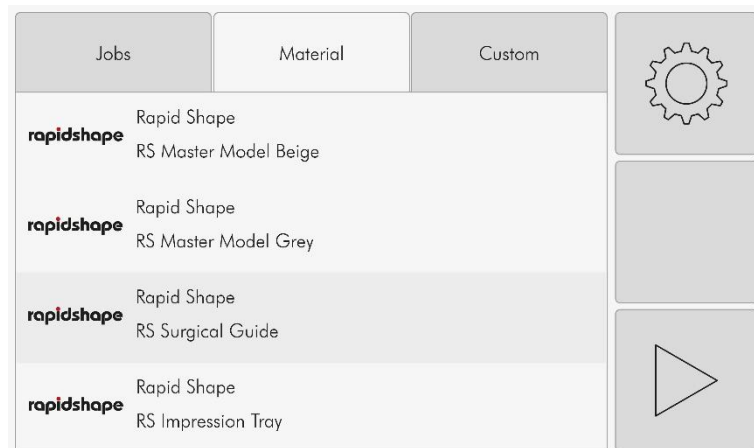 Jobs Material Custom
rapidshape
Rapid Shape
RS Master Model Beige
rapidshape
Rapid Shape
RS Master Model Grey
rapidshape
Rapid Shape
RS Surgical Guide
rapidshape
Rapid Shape
RS Impression Tray